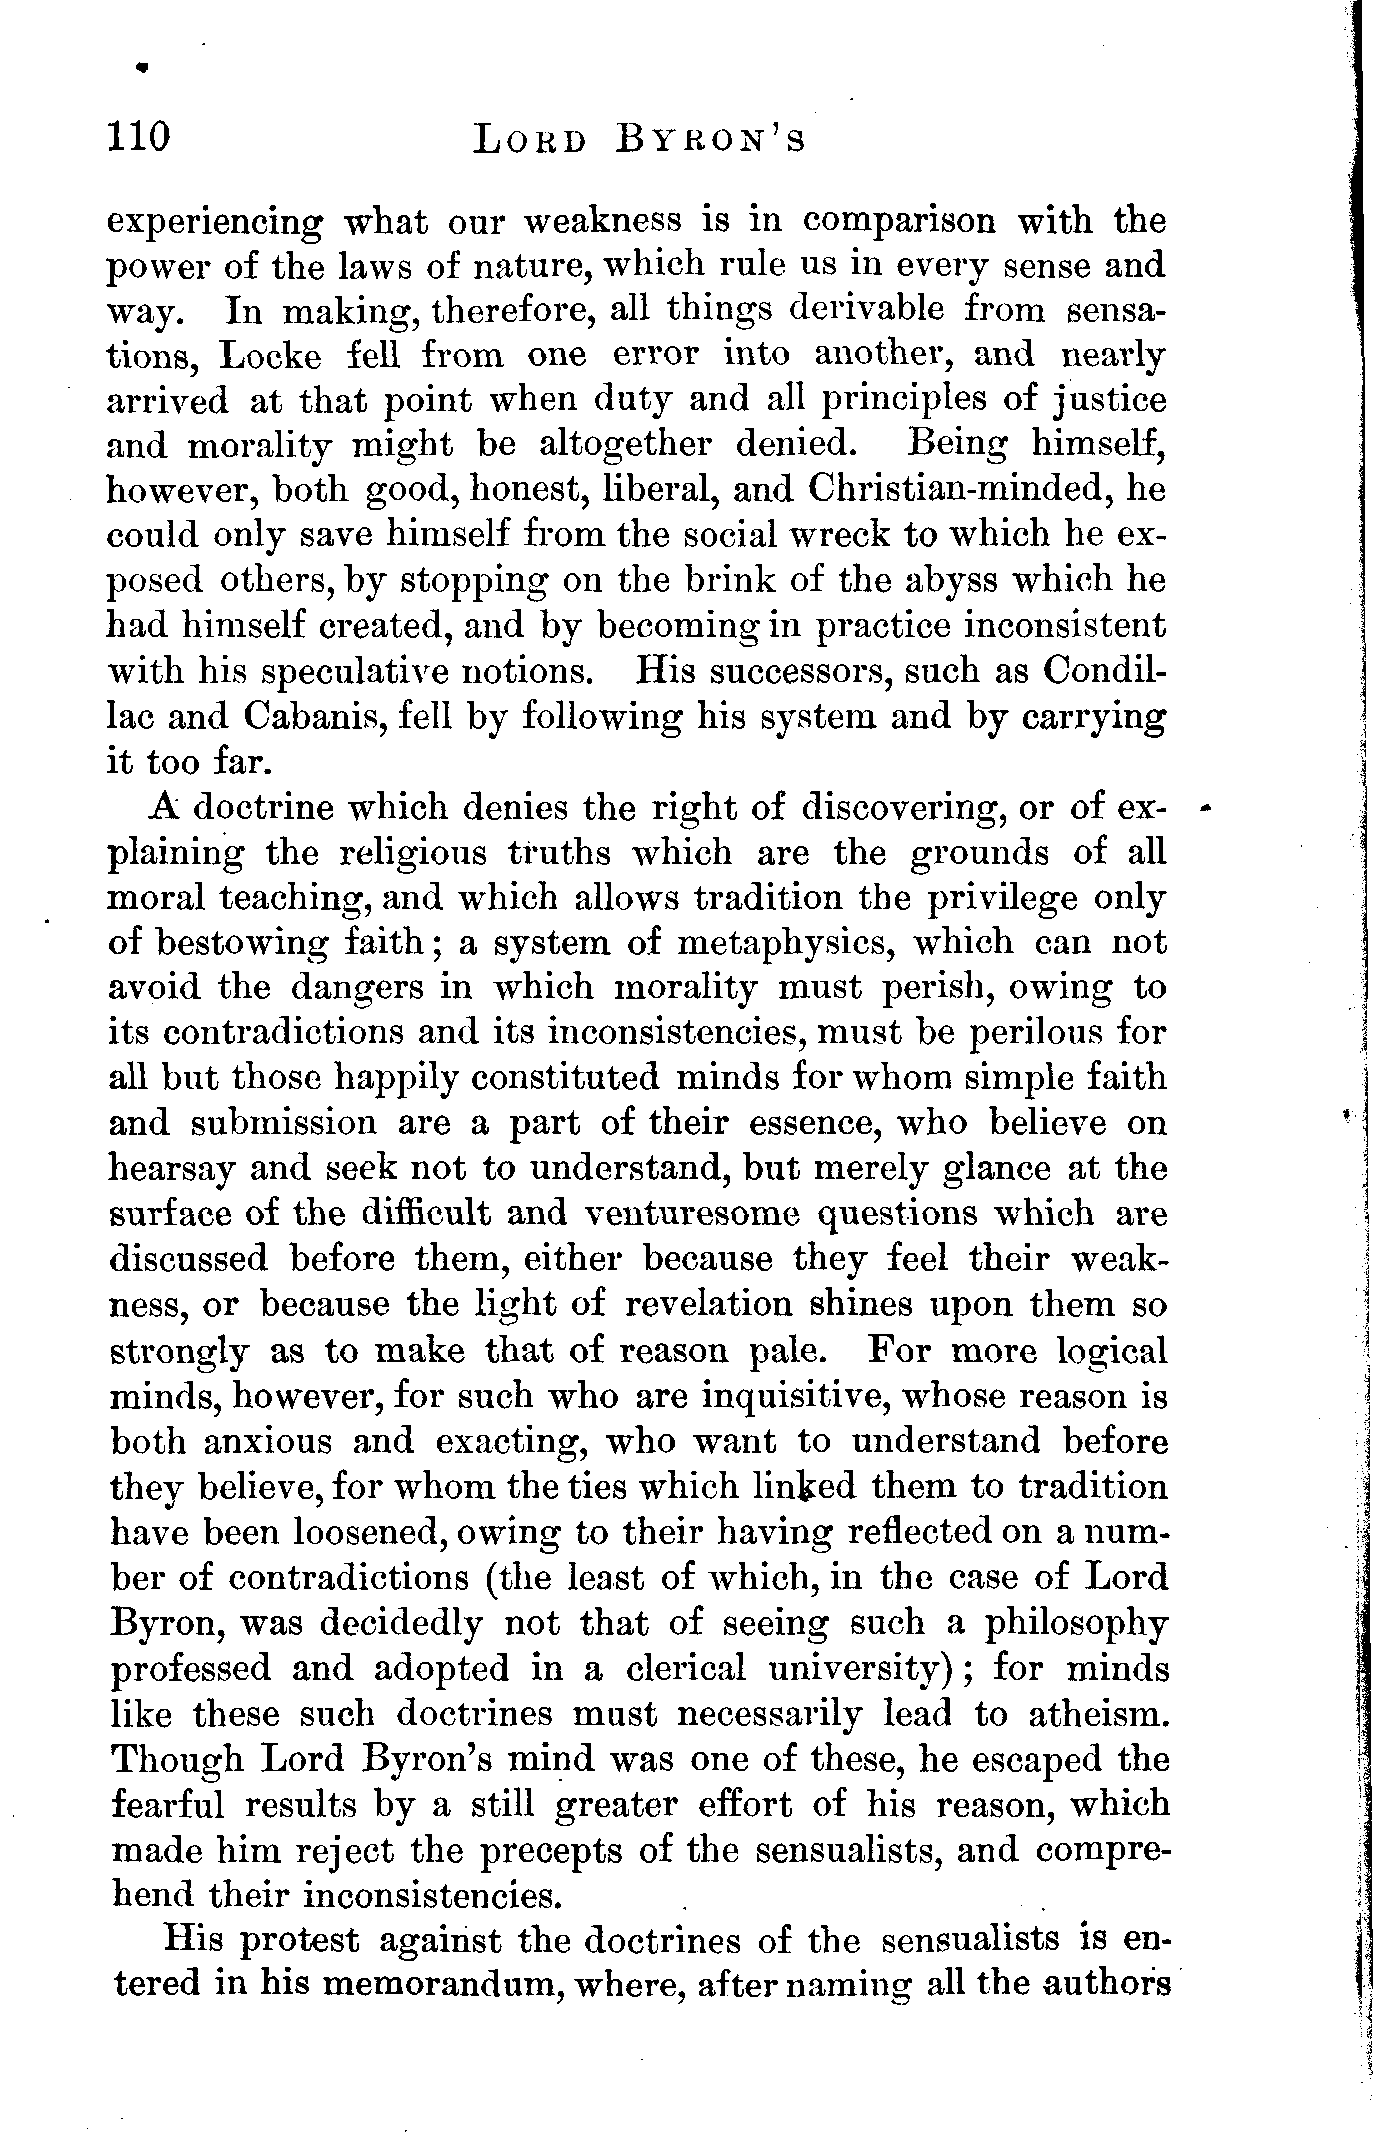 110 LORD BYRON'S
experiencing what our weakness is in comparison with the
power of the laws of nature, which rule us in every sense and
way. In making, therefore, all things derivable from sensa-
tions, Locke fell from one error into another, and nearly
arrived at that point when duty and all principles of justice
and morality might be altogether denied. Being himself,
however, both good, honest, liberal, and Christian-minded, he
could only save himself from the social wreck to which he ex-
posed others, by stopping on the brink of the abyss which he
had himself created, and by becoming in practice inconsistent
with his speculative notions. His successors, such as Condil-
lac and Cabanis, fell by following his system and by carrying
it too far.
A doctrine which denies the right of discovering, or of ex-
plaining the religious truths which are the grounds of all
moral teaching, and which allows tradition the privilege only
of bestowing faith; a system of metaphysics, which can not
avoid the dangers in which morality must perish, owing to
its contradictions and its inconsistencies, must be perilous for
all but those happily constituted minds for whom simple faith
and submission are a part of their essence, who believe on
hearsay and seek not to understand, but merely glance at the
surface of the difficult and venturesome questions which are
discussed before them, either because they feel their weak-
ness, or because the light of revelation shines upon them so
strongly as to make that of reason pale. For more logical
minds, however, for such who are inquisitive, whose reason is
both anxious and exacting, who want to understand before
they believe, for whom the ties which linked them to tradition
have been loosened, owing to their having reflected on a num-
ber of contradictions (the least of which, in the case of Lord
Byron, was decidedly not that of seeing such a philosophy
professed and adopted in a clerical university); for minds
like these such doctrines must necessarily lead to atheism.
Though Lord Byron's mind was one of these, he escaped the
fearful results by a still greater effort of his reason, which
made him reject the precepts of the sensualists, and compre-
hend their inconsistencies.
His protest against the doctrines of the sensualists is en-
tered in his memorandum, where, after naming all the authors